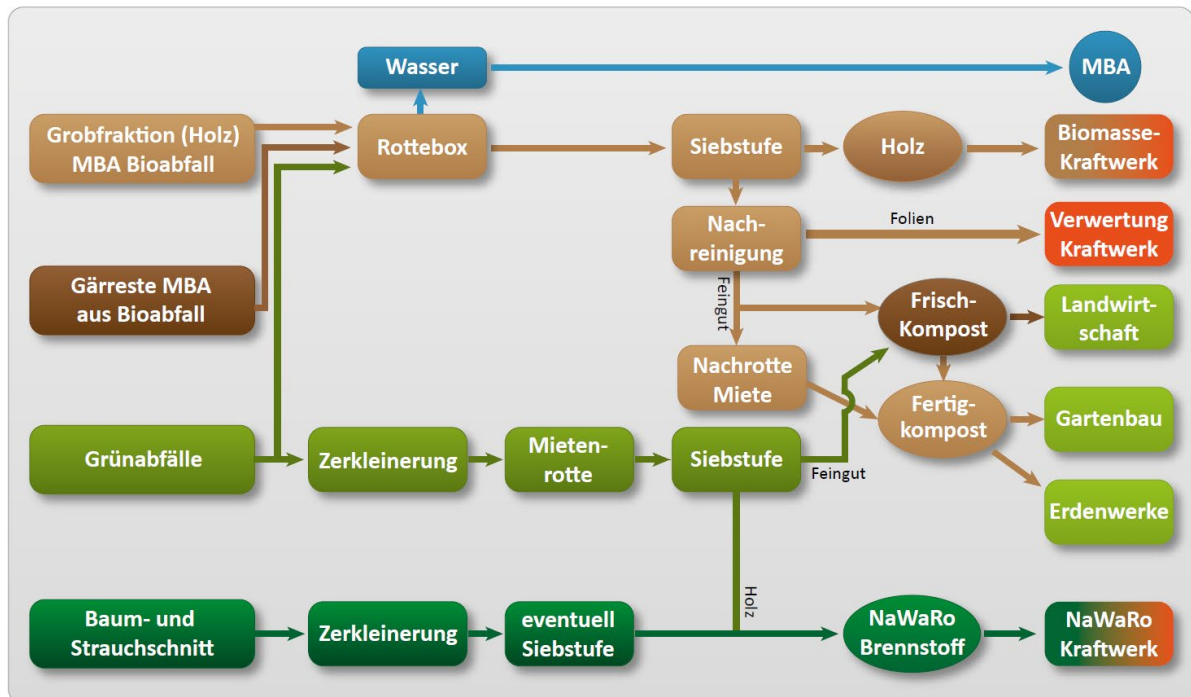 Wasser
MBA
Grobfraktion (Holz)
MBA Bioabfall
Rottebox
Siebstufe
Holz
Biomasse-
Kraftwerk
Nach-
reinigung
Folien
Verwertung
Kraftwerk
Gärreste MBA
aus Bioabfall
Feingut
Frisch-
Kompost
Landwirt-
schaft
Nachrotte
Miete
Fertig-
kompost
Gartenbau
Grünabfälle
Zerkleinerung
Mieten-
rotte
Siebstufe
Feingut
Erdenwerke
Holz
Baum- und
Strauchschnitt
Zerkleinerung
eventuell
Siebstufe
NaWaRo
Brennstoff
NaWaRo
Kraftwerk